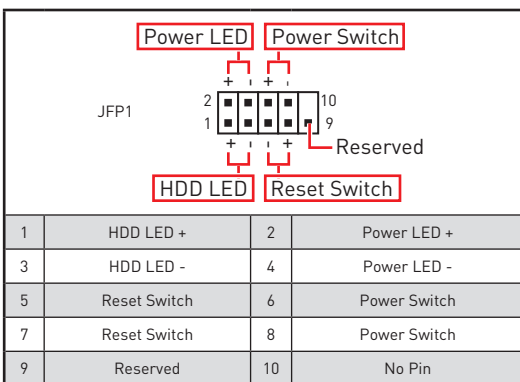 Power LED Power Switch
+ - + -
JFP1
2 10
1 9
+ - - +
Reserved
HDD LED Reset Switch
1 HDD LED + 2 Power LED +
3 HDD LED - 4 Power LED -
5 Reset Switch 6 Power Switch
7 Reset Switch 8 Power Switch
9 Reserved 10 No Pin